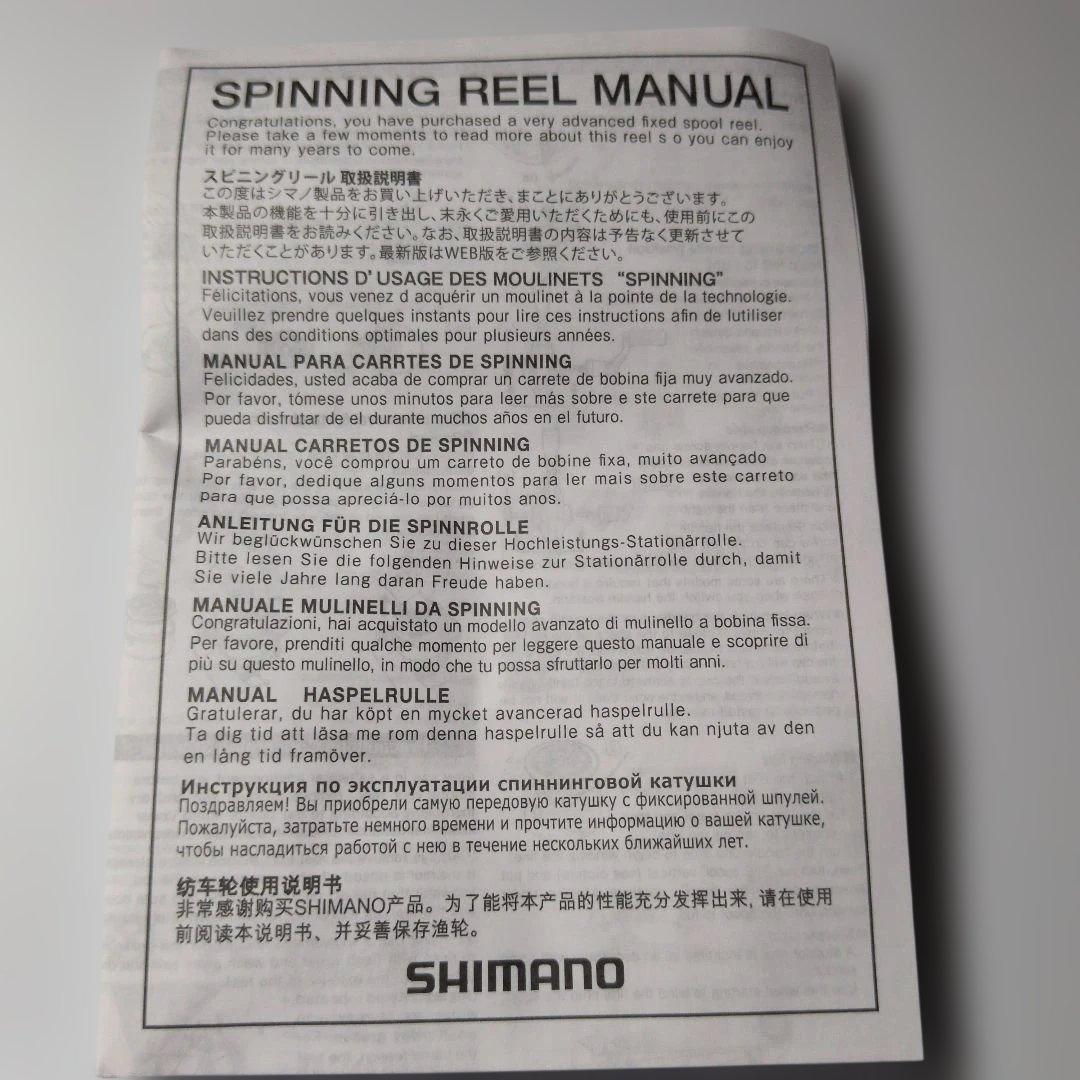 SPINNING REEL MANUAL
Congratulations, you have purchased a very advanced fixed spool reel.
Please take a few moments to read more about this reel s o you can enjoy
it for many years to come.
スピニングリール 取扱説明書
この度はシマノ製品をお買い上げいただき、まことにありがとうございます。
本製品の機能を十分に引き出し、末永くご愛用いただくためにも、使用前にこの
取扱説明書をお読みください。なお、取扱説明書の内容は予告なく更新させて
いただくことがあります。最新版はWEB版をご参照ください。
INSTRUCTIONS D' USAGE DES MOULINETS “SPINNING”
Félicitations, vous venez d acquérir un moulinet à la pointe de la technologie.
Veuillez prendre quelques instants pour lire ces instructions afin de lutiliser
dans des conditions optimales pour plusieurs années.
MANUAL PARA CARRTES DE SPINNING
Felicidades, usted acaba de comprar un carrete de bobina fija muy avanzado.
Por favor, tómese unos minutos para leer más sobre e ste carrete para que
pueda disfrutar de el durante muchos años en el futuro.
MANUAL CARRETOS DE SPINNING
Parabéns, você comprou um carreto de bobine fixa, muito avançado
Por favor, dedique alguns momentos para ler mais sobre este carreto
para que possa apreciá-lo por muitos anos.
ANLEITUNG FÜR DIE SPINNROLLE
Wir beglückwünschen Sie zu dieser Hochleistungs-Stationärrolle.
Bitte lesen Sie die folgenden Hinweise zur Stationärrolle durch, damit
Sie viele Jahre lang daran Freude haben.
MANUALE MULINELLI DA SPINNING
Congratulazioni, hai acquistato un modello avanzato di mulinello a bobina fissa.
Per favore, prenditi qualche momento per leggere questo manuale e scoprire di
più su questo mulinello, in modo che tu possa sfruttarlo per molti anni.
MANUAL HASPELRULLE
Gratulerar, du har köpt en mycket avancerad haspelrulle.
Ta dig tid att läsa me rom denna haspelrulle så att du kan njuta av den
en lång tid framöver.
Инструкция по эксплуатации спиннинговой катушки
Поздравляем! Вы приобрели самую передовую катушку с фиксированной шпулей.
Пожалуйста, затратьте немного времени и прочтите информацию о вашей катушке,
чтобы насладиться работой с нею в течение нескольких ближайших лет.
纺车轮使用说明书
非常感谢购买SHIMANO产品。为了能将本产品的性能充分发挥出来, 请在使用
前阅读本说明书、并妥善保存渔轮。
SHIMANO